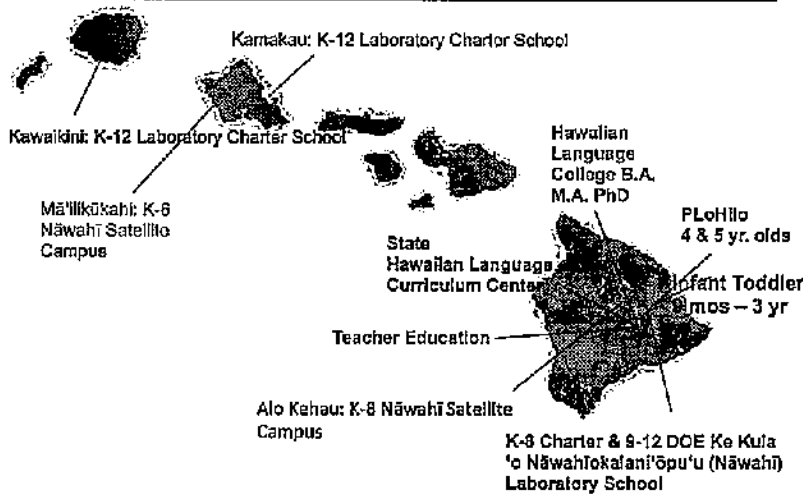 Kamakau: K-12 Laboratory Charter School
Kawaikini: K-12 Laboratory Charter School
Mā'ilikūkahi: K-6
Nāwahī Satellite
Campus
Hawaiian
Language
College B.A.
M.A. PhD
PLoHilo
4 & 5 yr. olds
State
Hawaiian Language
Curriculum Center
Infant Toddler
mos – 3 yr
Teacher Education
Alo Kehau: K-8 Nāwahī Satellite
Campus
K-8 Charter & 9-12 DOE Ke Kula
'o Nāwahīokalani'ōpu'u (Nāwahī)
Laboratory School